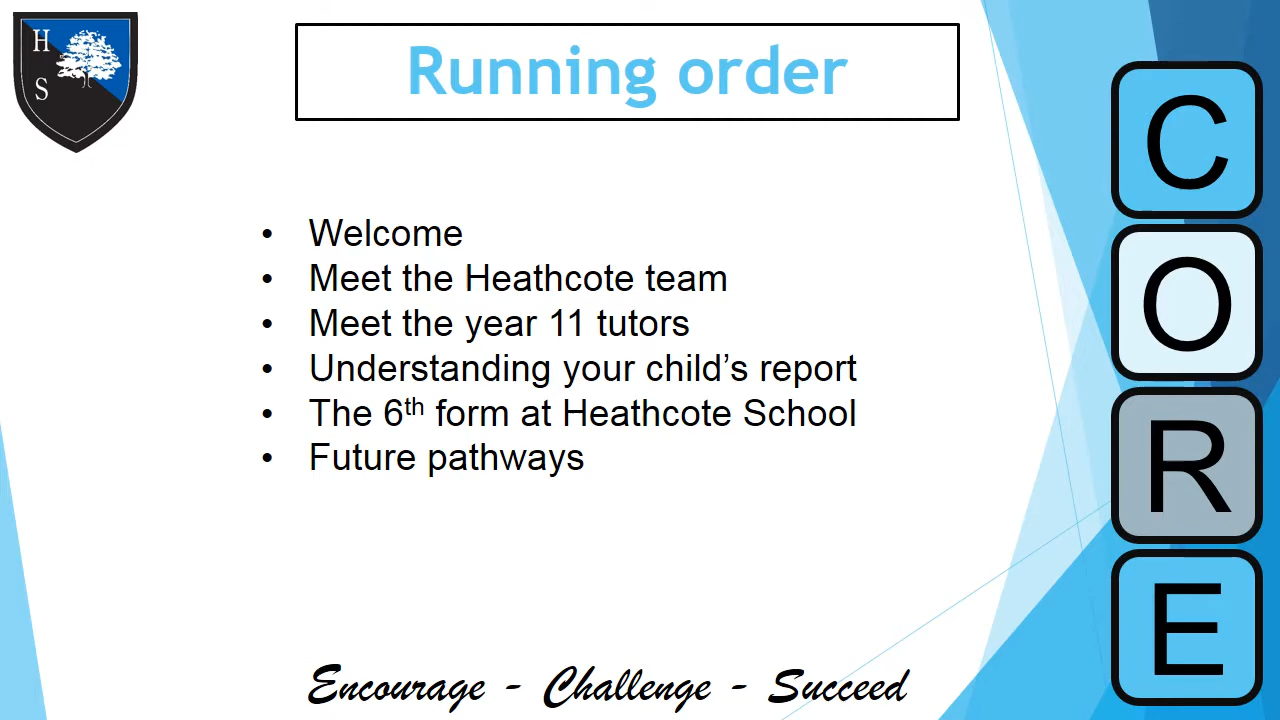 H
S
Running order
• Welcome
• Meet the Heathcote team
• Meet the year 11 tutors
• Understanding your child’s report
• The 6th form at Heathcote School
• Future pathways
Encourage - Challenge - Succeed
C
O
R
E